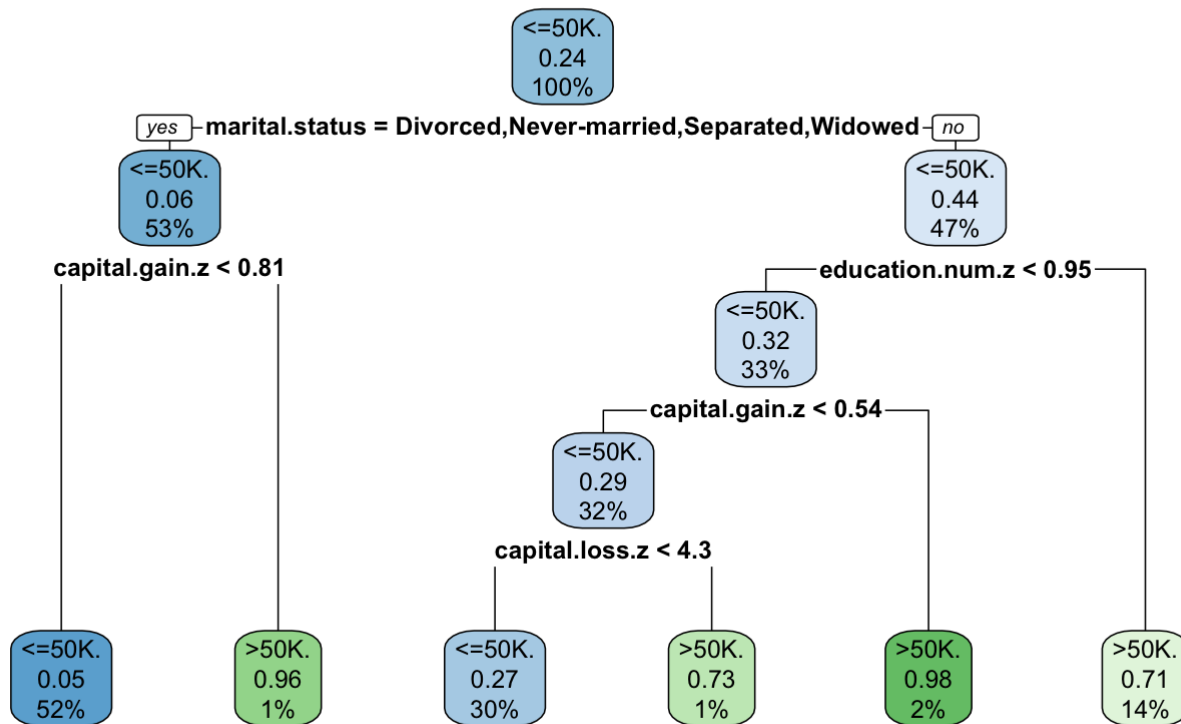 <=50K.
0.24
100%
yes marital.status = Divorced,Never-married,Separated,Widowed no
<=50K.
0.06
53%
<=50K.
0.44
47%
capital.gain.z < 0.81
education.num.z < 0.95
<=50K.
0.32
33%
capital.gain.z < 0.54
<=50K.
0.29
32%
capital.loss.z < 4.3
<=50K.
0.05
52%
>50K.
0.96
1%
<=50K.
0.27
30%
>50K.
0.73
1%
>50K.
0.98
2%
>50K.
0.71
14%